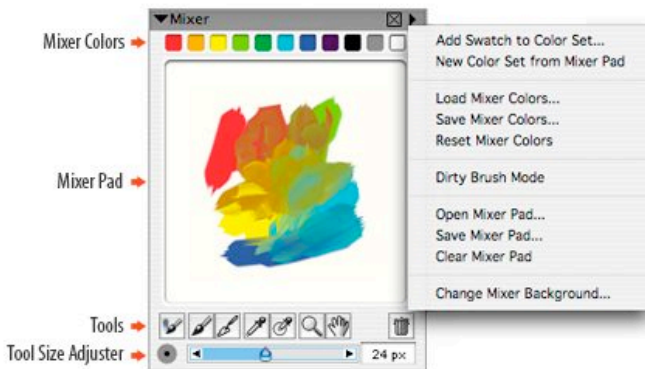 Mixer
Mixer Colors
Mixer Pad
Tools
Tool Size Adjuster
24 px
Add Swatch to Color Set...
New Color Set from Mixer Pad
Load Mixer Colors...
Save Mixer Colors...
Reset Mixer Colors
Dirty Brush Mode
Open Mixer Pad...
Save Mixer Pad...
Clear Mixer Pad
Change Mixer Background...